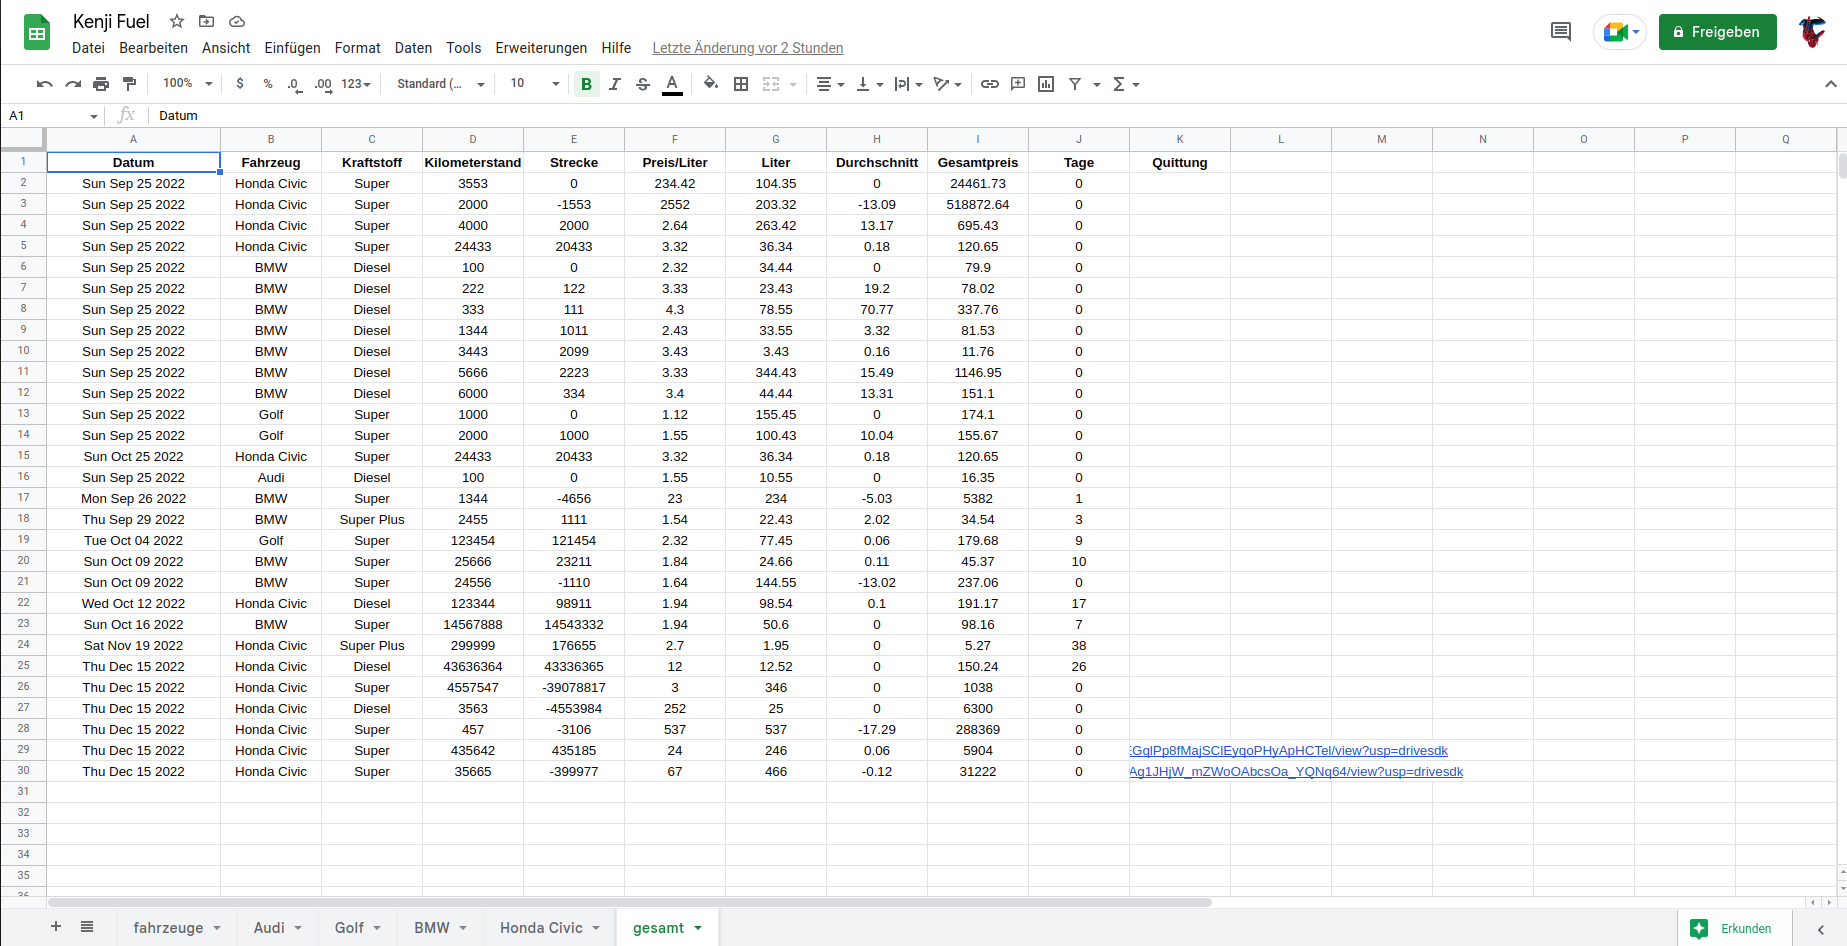 Kenji Fuel
Datei Bearbeiten Ansicht Einfügen Format Daten Tools Erweiterungen Hilfe Letzte Änderung vor 2 Stunden
Freigeben
100% $ % .0 .00 123 Standard (... 10 B I S A
A1 fx Datum
A B C D E F G H I J K L M N O P Q
1 Datum Fahrzeug Kraftstoff Kilometerstand Strecke Preis/Liter Liter Durchschnitt Gesamtpreis Tage Quittung
2 Sun Sep 25 2022 Honda Civic Super 3553 0 234.42 104.35 0 24461.73 0
3 Sun Sep 25 2022 Honda Civic Super 2000 -1553 2552 203.32 -13.09 518872.64 0
4 Sun Sep 25 2022 Honda Civic Super 4000 2000 2.64 263.42 13.17 695.43 0
5 Sun Sep 25 2022 Honda Civic Super 24433 20433 3.32 36.34 0.18 120.65 0
6 Sun Sep 25 2022 BMW Diesel 100 0 2.32 34.44 0 79.9 0
7 Sun Sep 25 2022 BMW Diesel 222 122 3.33 23.43 19.2 78.02 0
8 Sun Sep 25 2022 BMW Diesel 333 111 4.3 78.55 70.77 337.76 0
9 Sun Sep 25 2022 BMW Diesel 1344 1011 2.43 33.55 3.32 81.53 0
10 Sun Sep 25 2022 BMW Diesel 3443 2099 3.43 3.43 0.16 11.76 0
11 Sun Sep 25 2022 BMW Diesel 5666 2223 3.33 344.43 15.49 1146.95 0
12 Sun Sep 25 2022 BMW Diesel 6000 334 3.4 44.44 13.31 151.1 0
13 Sun Sep 25 2022 Golf Super 1000 0 1.12 155.45 0 174.1 0
14 Sun Sep 25 2022 Golf Super 2000 1000 1.55 100.43 10.04 155.67 0
15 Sun Oct 25 2022 Honda Civic Super 24433 20433 3.32 36.34 0.18 120.65 0
16 Sun Sep 25 2022 Audi Diesel 100 0 1.55 10.55 0 16.35 0
17 Mon Sep 26 2022 BMW Super 1344 -4656 23 234 -5.03 5382 1
18 Thu Sep 29 2022 BMW Super Plus 2455 1111 1.54 22.43 2.02 34.54 3
19 Tue Oct 04 2022 Golf Super 123454 121454 2.32 77.45 0.06 179.68 9
20 Sun Oct 09 2022 BMW Super 25666 23211 1.84 24.66 0.11 45.37 10
21 Sun Oct 09 2022 BMW Super 24556 -1110 1.64 144.55 -13.02 237.06 0
22 Wed Oct 12 2022 Honda Civic Diesel 123344 98911 1.94 98.54 0.1 191.17 17
23 Sun Oct 16 2022 BMW Super 14567888 14543332 1.94 50.6 0 98.16 7
24 Sat Nov 19 2022 Honda Civic Super Plus 299999 176655 2.7 1.95 0 5.27 38
25 Thu Dec 15 2022 Honda Civic Diesel 43636364 43336365 12 12.52 0 150.24 26
26 Thu Dec 15 2022 Honda Civic Super 4557547 -39078817 3 346 0 1038 0
27 Thu Dec 15 2022 Honda Civic Diesel 3563 -4553984 252 25 0 6300 0
28 Thu Dec 15 2022 Honda Civic Super 457 -3106 537 537 -17.29 288369 0
29 Thu Dec 15 2022 Honda Civic Super 435642 435185 24 246 0.06 5904 0 GqlPp8fMajSClEyqoPHyApHCTel/view?usp=drivesdk
30 Thu Dec 15 2022 Honda Civic Super 35665 -399977 67 466 -0.12 31222 0 Ag1JHjW_mZWoOAbcsOa_YQNq64/view?usp=drivesdk
31
32
33
34
35
36
fahrzeuge Audi Golf BMW Honda Civic gesamt Erkunden